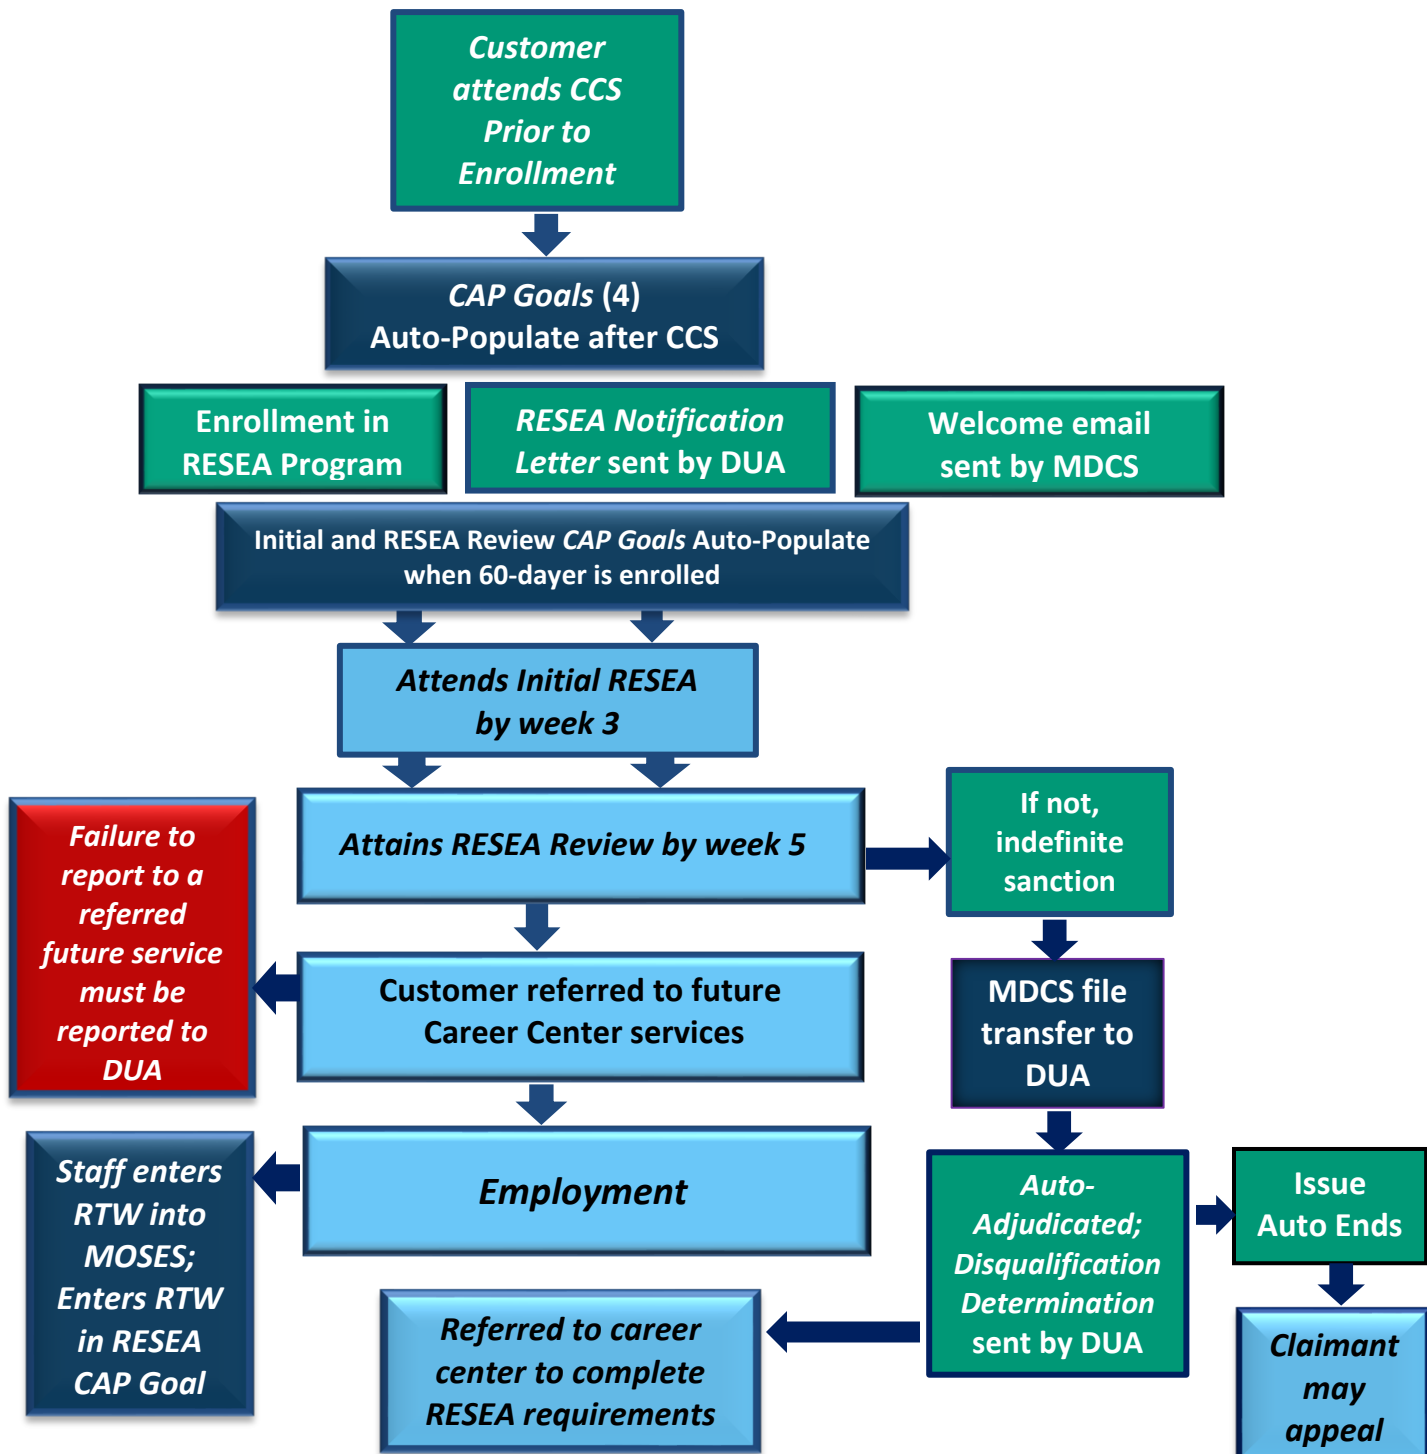 Customer
attends CCS
Prior to
Enrollment
CAP Goals (4)
Auto-Populate after CCS
Enrollment in
RESEA Program
RESEA Notification
Letter sent by DUA
Welcome email
sent by MDCS
Initial and RESEA Review CAP Goals Auto-Populate
when 60-dayer is enrolled
Attends Initial RESEA
by week 3
Attains RESEA Review by week 5
If not,
indefinite
sanction
Failure to
report to a
referred
future service
must be
reported to
DUA
Customer referred to future
Career Center services
MDCS file
transfer to
DUA
Employment
Staff enters
RTW into
MOSES;
Enters RTW
in RESEA
CAP Goal
Auto-
Adjudicated;
Disqualification
Determination
sent by DUA
Issue
Auto Ends
Referred to career
center to complete
RESEA requirements
Claimant
may
appeal